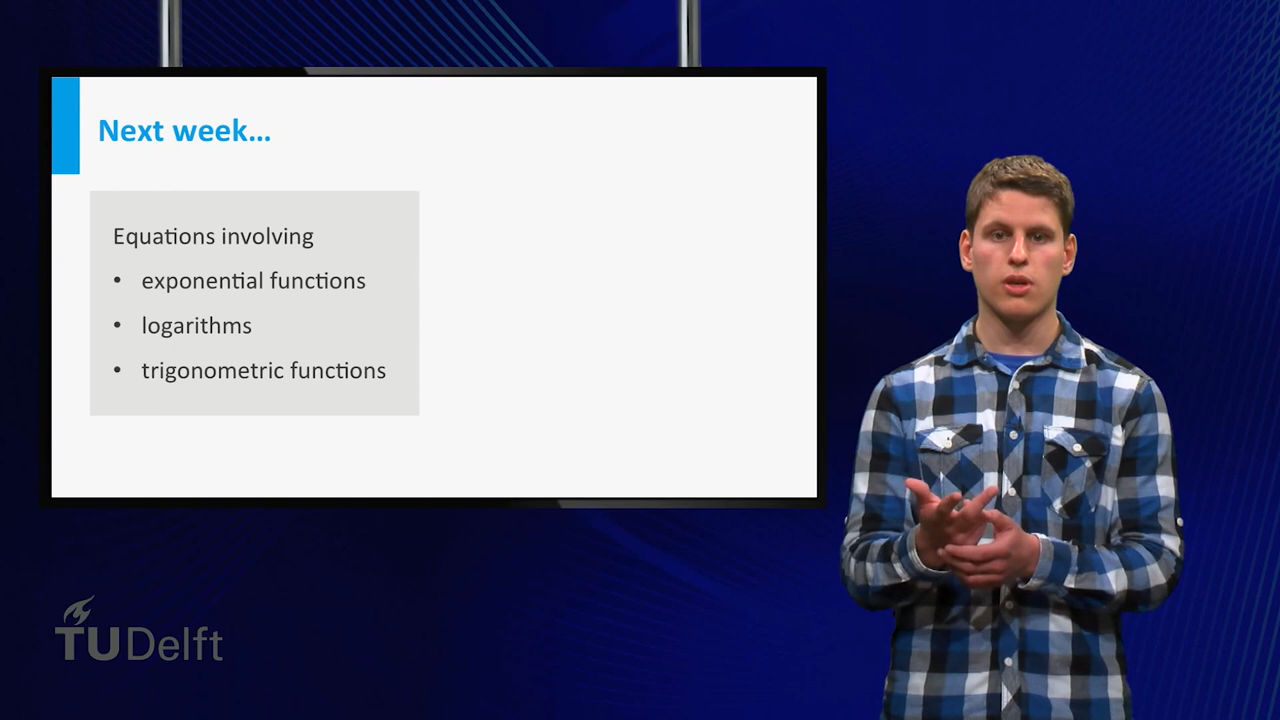 Next week...
Equations involving
• exponential functions
• logarithms
• trigonometric functions
TUDelft